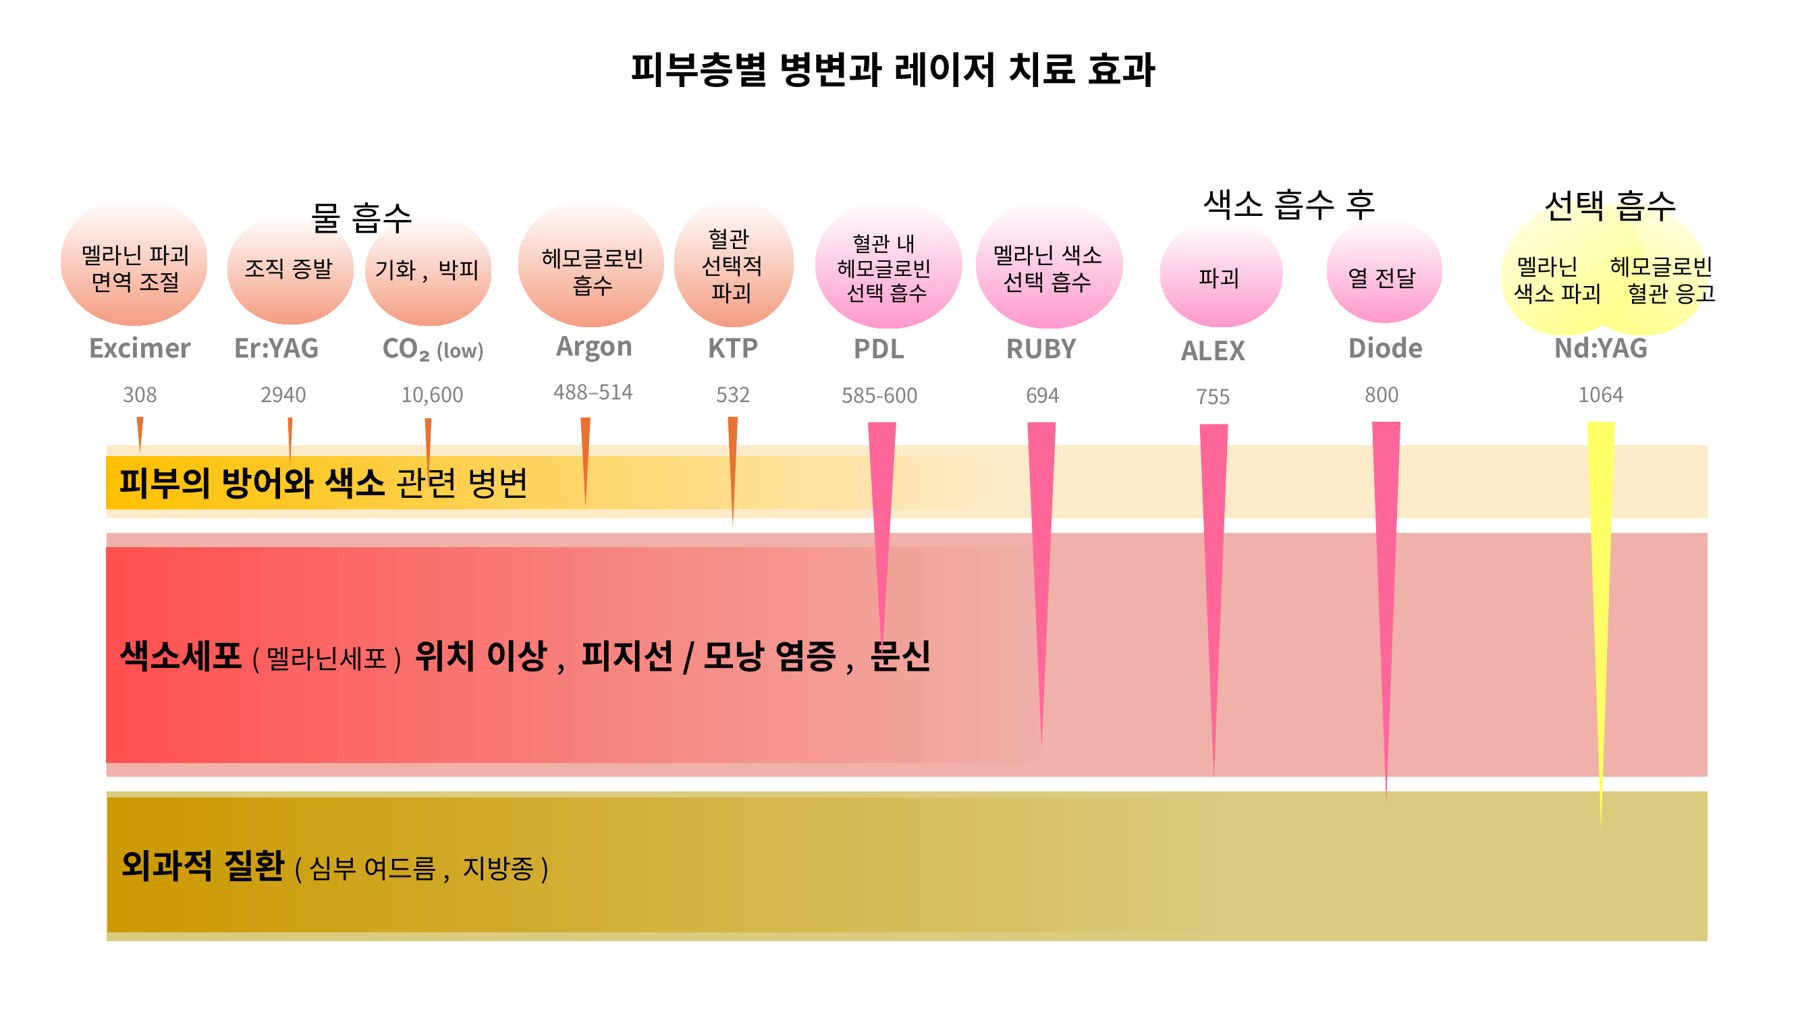 피부층별 병변과 레이저 치료 효과
물 흡수
색소 흡수 후
선택 흡수
멜라닌 파괴
면역 조절
조직 증발
기화 , 박피
헤모글로빈
흡수
혈관
선택적
파괴
혈관 내
헤모글로빈
선택 흡수
멜라닌 색소
선택 흡수
파괴
열 전달
멜라닌
색소 파괴
헤모글로빈
혈관 응고
Excimer
Er:YAG
CO₂ (low)
Argon
KTP
PDL
RUBY
ALEX
Diode
Nd:YAG
308
2940
10,600
488–514
532
585-600
694
755
800
1064
피부의 방어와 색소 관련 병변
색소세포 ( 멜라닌세포 ) 위치 이상 , 피지선 / 모낭 염증 , 문신
외과적 질환 ( 심부 여드름 , 지방종 )